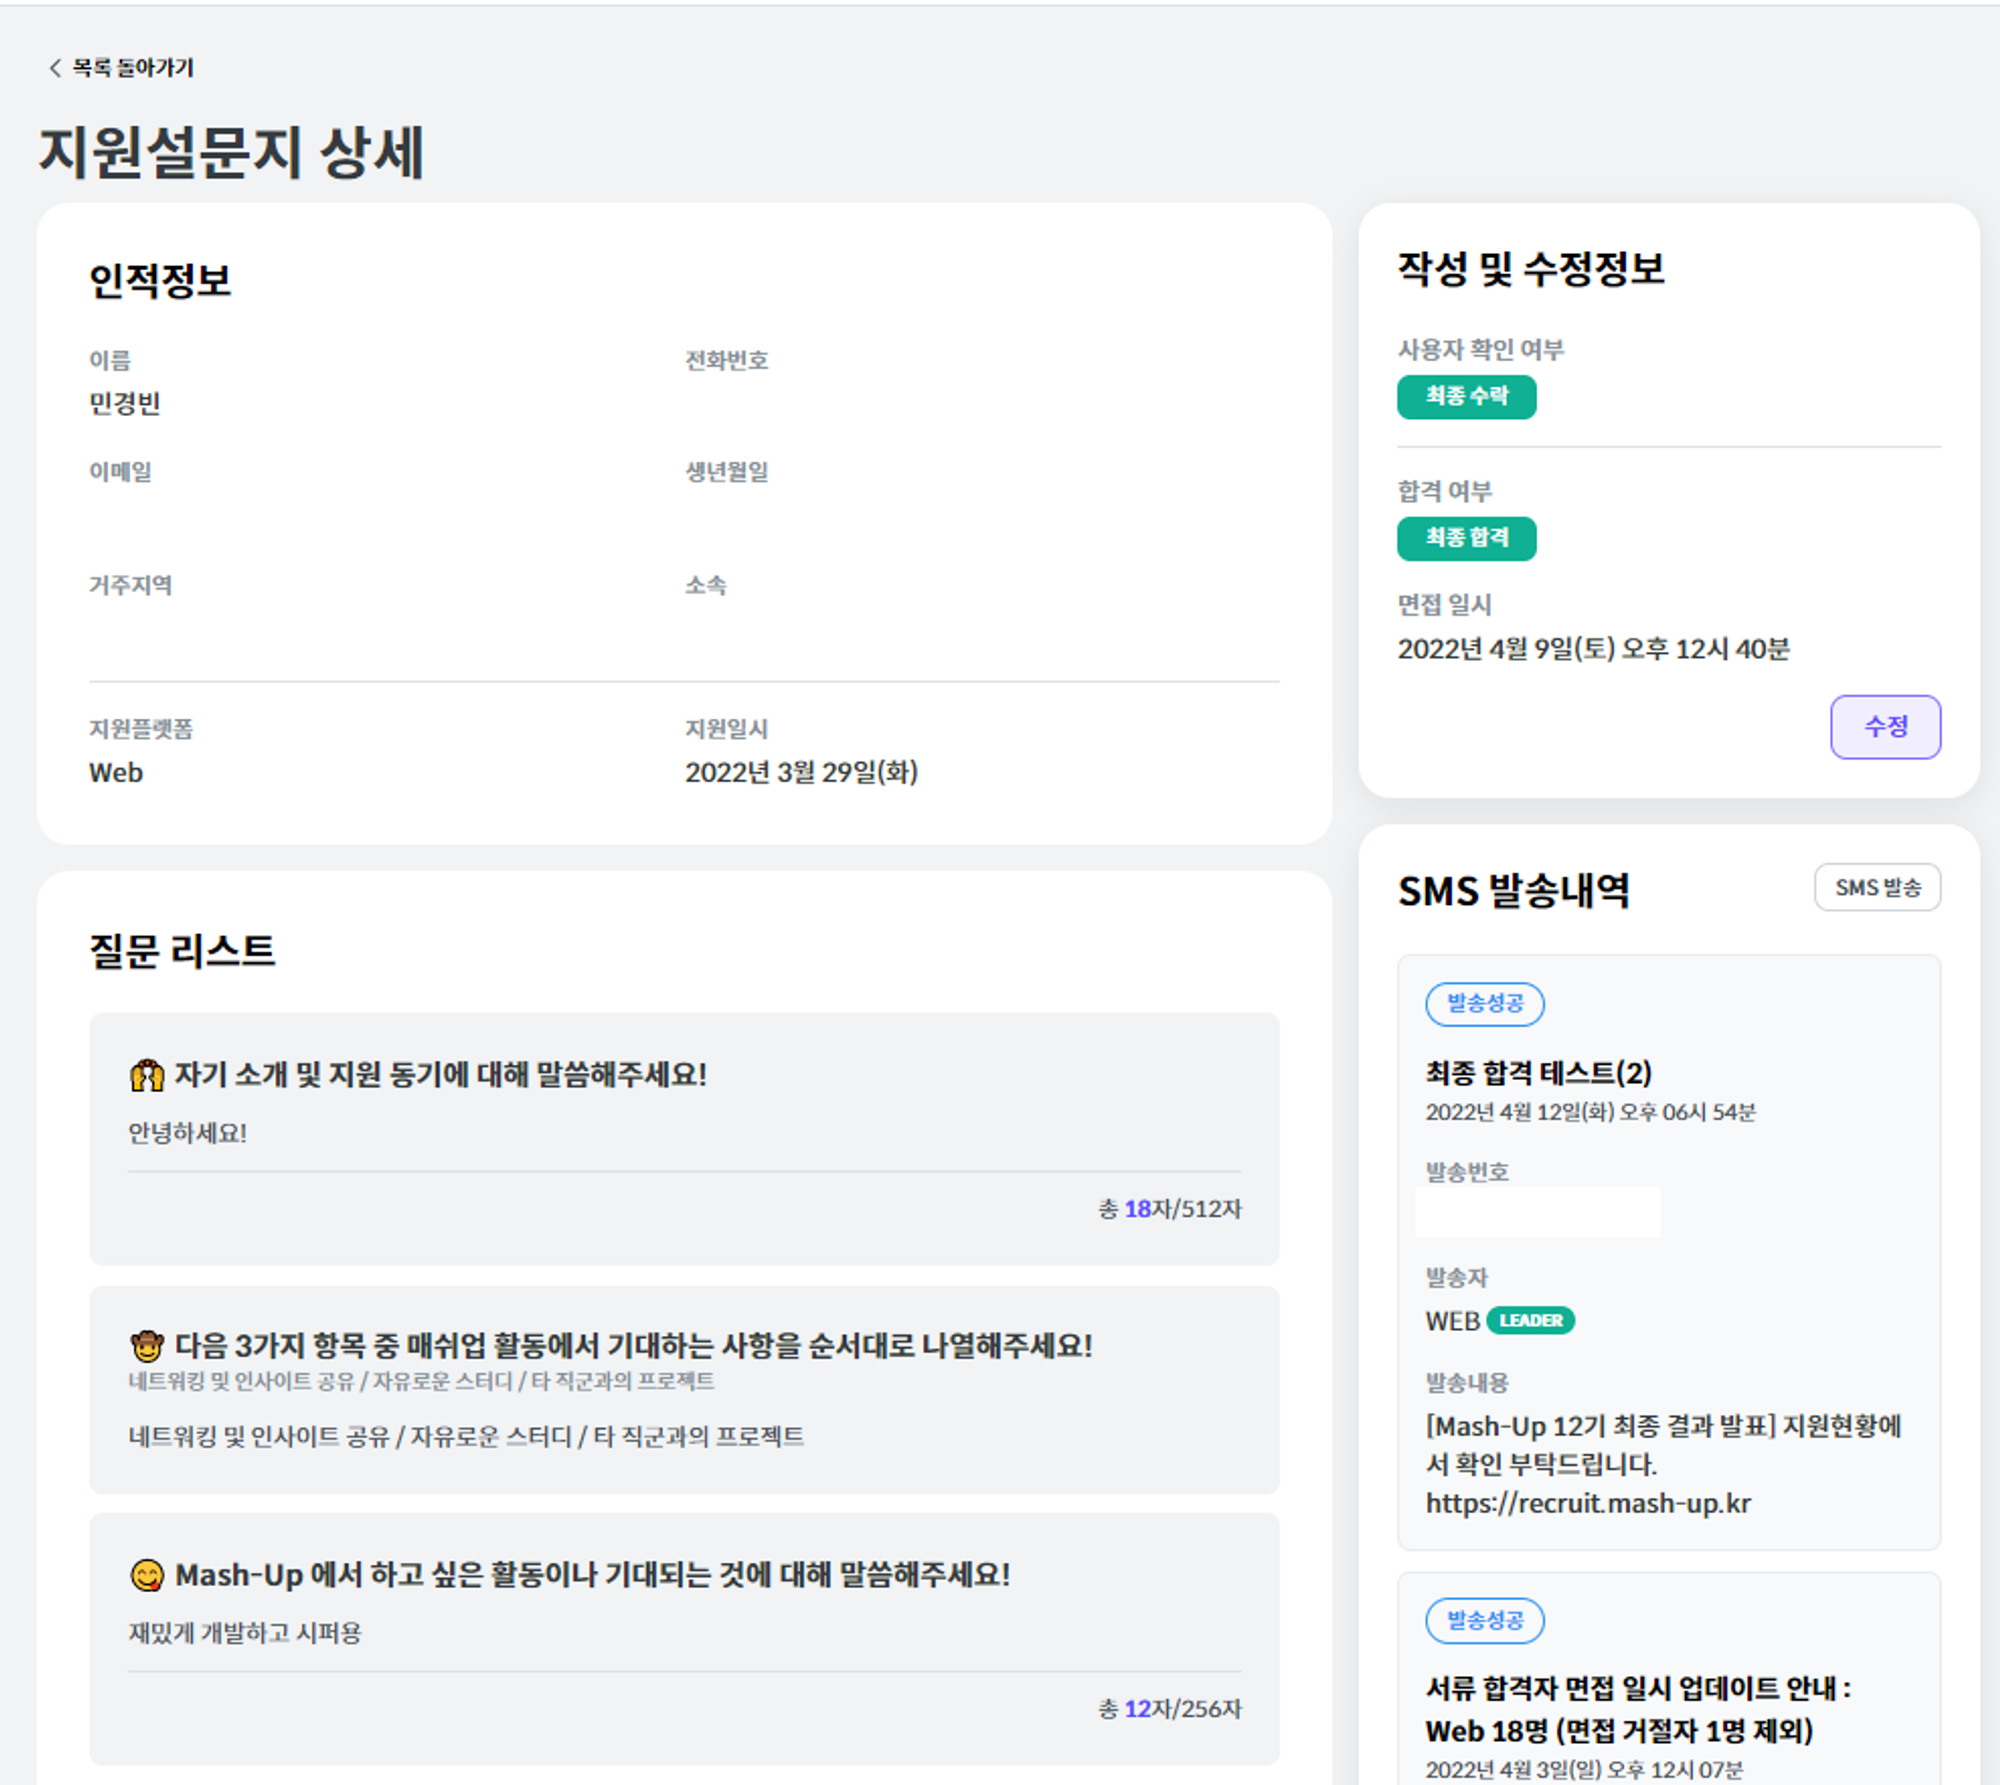 목록 돌아가기
지원설문지 상세
인적정보
이름
민경빈
전화번호
이메일
생년월일
거주지역
소속
지원플랫폼
Web
지원일시
2022년 3월 29일(화)
질문 리스트
🙌 자기 소개 및 지원 동기에 대해 말씀해주세요!
안녕하세요!
총 18자/512자
🤠 다음 3가지 항목 중 매쉬업 활동에서 기대하는 사항을 순서대로 나열해주세요!
네트워킹 및 인사이트 공유 / 자유로운 스터디 / 타 직군과의 프로젝트
네트워킹 및 인사이트 공유 / 자유로운 스터디 / 타 직군과의 프로젝트
😋 Mash-Up 에서 하고 싶은 활동이나 기대되는 것에 대해 말씀해주세요!
재밌게 개발하고 시퍼용
총 12자/256자
작성 및 수정정보
사용자 확인 여부
최종 수락
합격 여부
최종 합격
면접 일시
2022년 4월 9일(토) 오후 12시 40분
수정
SMS 발송내역
SMS 발송
발송성공
최종 합격 테스트(2)
2022년 4월 12일(화) 오후 06시 54분
발송번호
발송자
WEB LEADER
발송내용
[Mash-Up 12기 최종 결과 발표] 지원현황에
서 확인 부탁드립니다.
https://recruit.mash-up.kr
발송성공
서류 합격자 면접 일시 업데이트 안내 :
Web 18명 (면접 거절자 1명 제외)
2022년 4월 3일(일) 오후 12시 07분